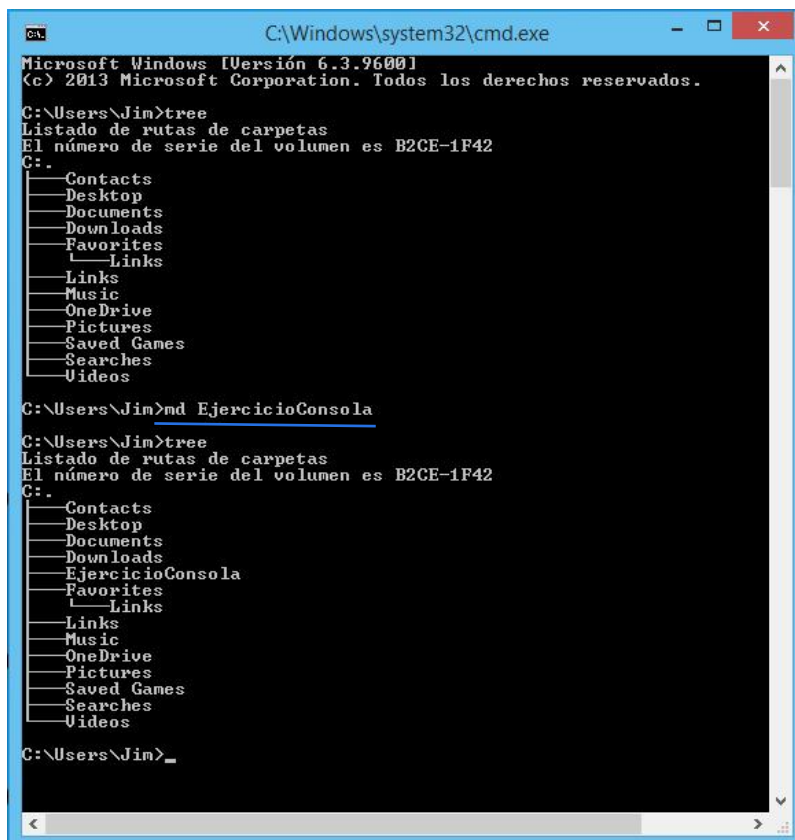 C:\Windows\system32\cmd.exe
Microsoft Windows [Versión 6.3.9600]
(c) 2013 Microsoft Corporation. Todos los derechos reservados.
C:\Users\Jim>tree
Listado de rutas de carpetas
El número de serie del volumen es B2CE-1F42
C:.
├───Contacts
├───Desktop
├───Documents
├───Downloads
├───Favorites
│   └───Links
├───Links
├───Music
├───OneDrive
├───Pictures
├───Saved Games
├───Searches
└───Videos
C:\Users\Jim>md EjercicioConsola
C:\Users\Jim>tree
Listado de rutas de carpetas
El número de serie del volumen es B2CE-1F42
C:.
├───Contacts
├───Desktop
├───Documents
├───Downloads
├───EjercicioConsola
├───Favorites
│   └───Links
├───Links
├───Music
├───OneDrive
├───Pictures
├───Saved Games
├───Searches
└───Videos
C:\Users\Jim>_